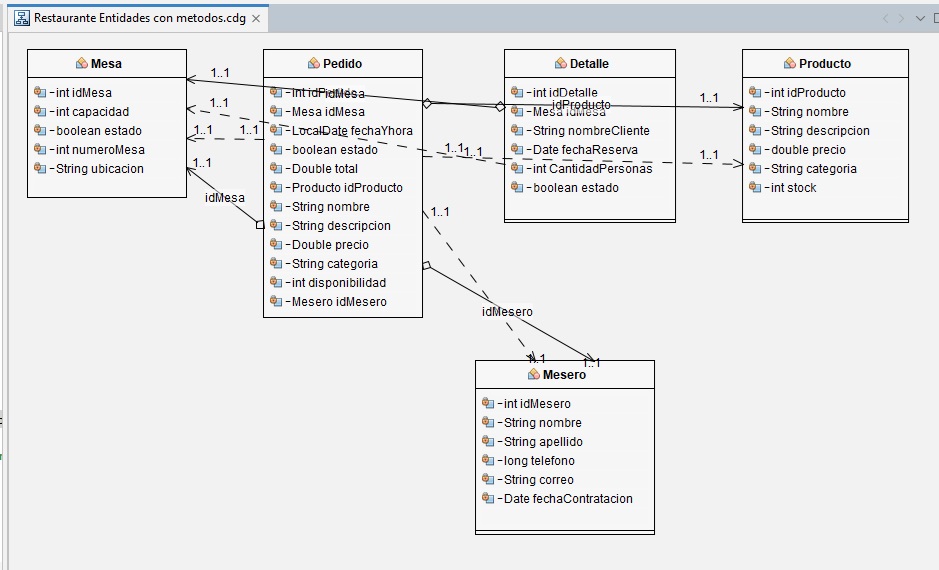 Restaurante Entidades con metodos.cdg
Mesa
-int idMesa
-int capacidad
-boolean estado
-int numeroMesa
-String ubicacion
Pedido
-int idPedido
-Mesa idMesa
-LocalDate fechaYhora
-boolean estado
-Double total
-Producto idProducto
-String nombre
-String descripcion
-Double precio
-String categoria
-int disponibilidad
-Mesero idMesero
Detalle
-int idDetalle
-Mesa idMesa
-String nombreCliente
-Date fechaReserva
-int CantidadPersonas
-boolean estado
Producto
-int idProducto
-String nombre
-String descripcion
-double precio
-String categoria
-int stock
Mesero
-int idMesero
-String nombre
-String apellido
-long telefono
-String correo
-Date fechaContratacion
1..1
idMesa
1..1
1..1
1..1
1..1
idMesa
idProducto
1..1
1..1
1..1
1..1
1..1
idMesero
1..1
1..1